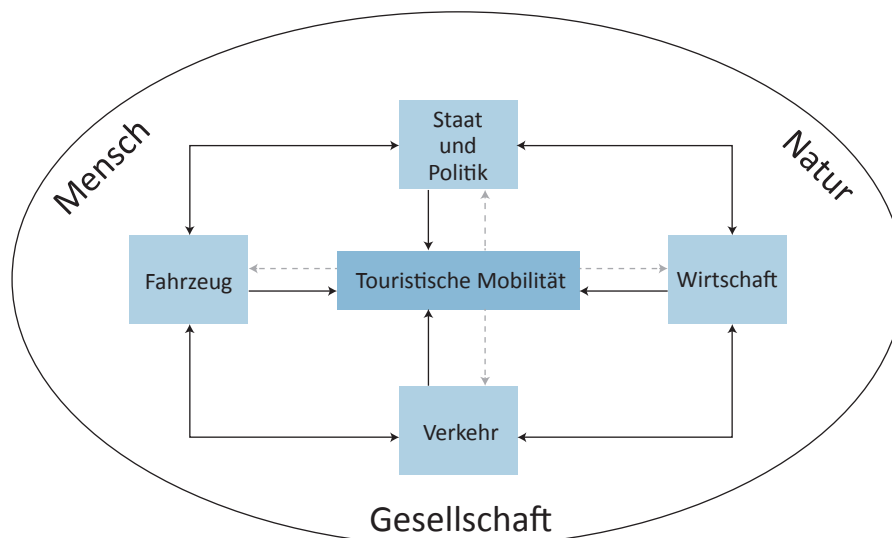 Mensch
Natur
Staat
und
Politik
Fahrzeug
Touristische Mobilität
Wirtschaft
Verkehr
Gesellschaft